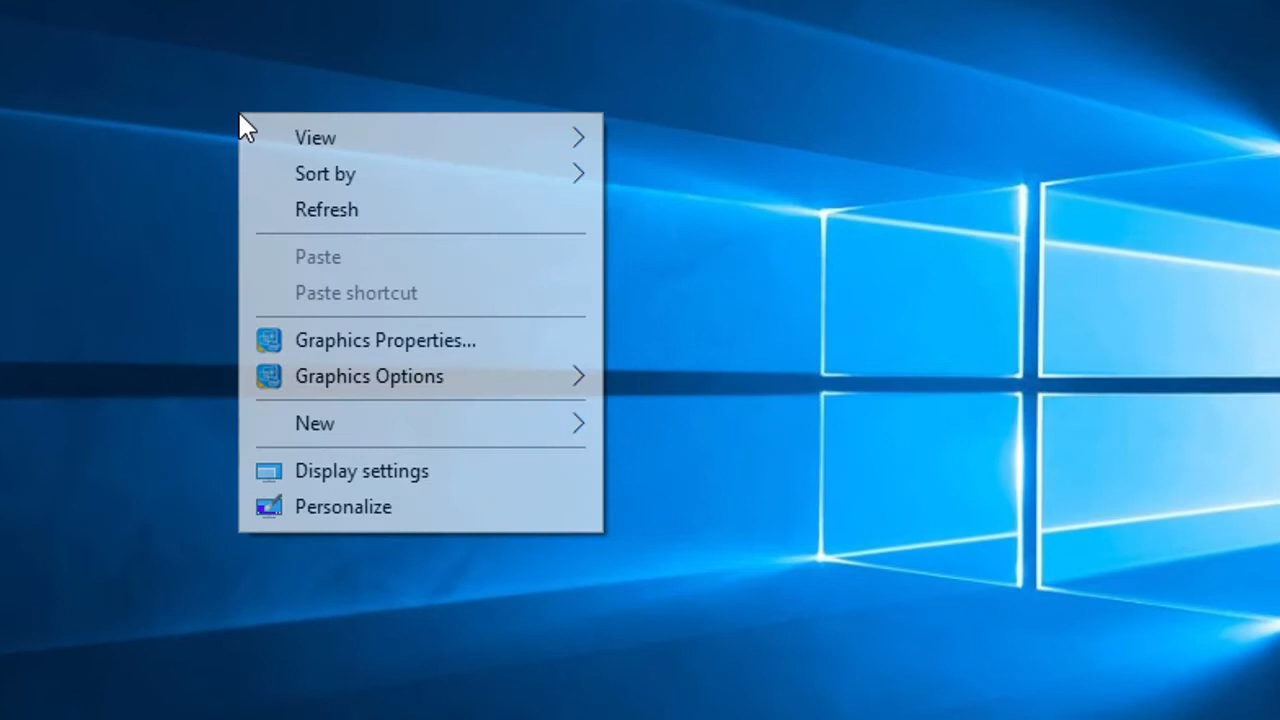 View
Sort by
Refresh
Paste
Paste shortcut
Graphics Properties...
Graphics Options
New
Display settings
Personalize